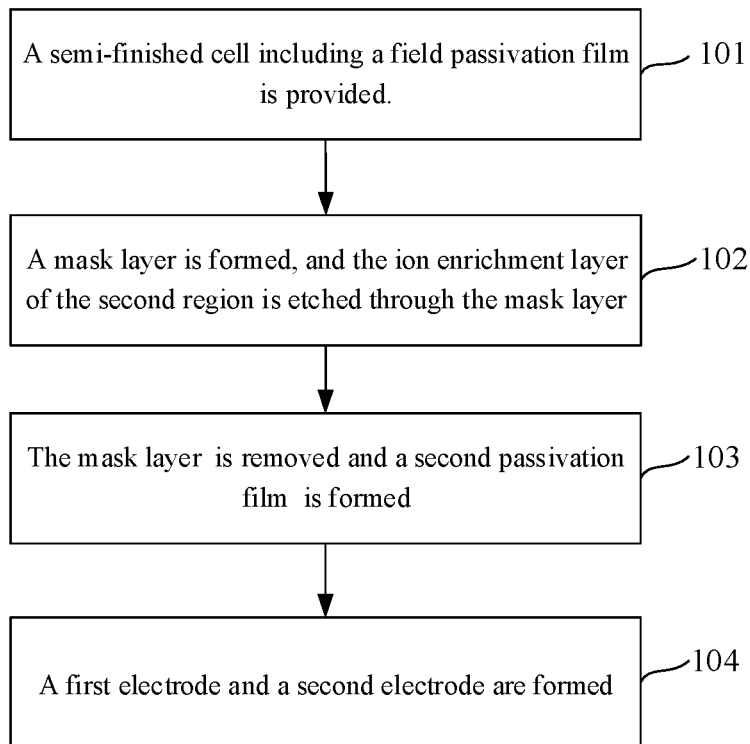 A semi-finished cell including a field passivation film
is provided.
101
A mask layer is formed, and the ion enrichment layer
of the second region is etched through the mask layer
102
The mask layer is removed and a second passivation
film is formed
103
A first electrode and a second electrode are formed
104